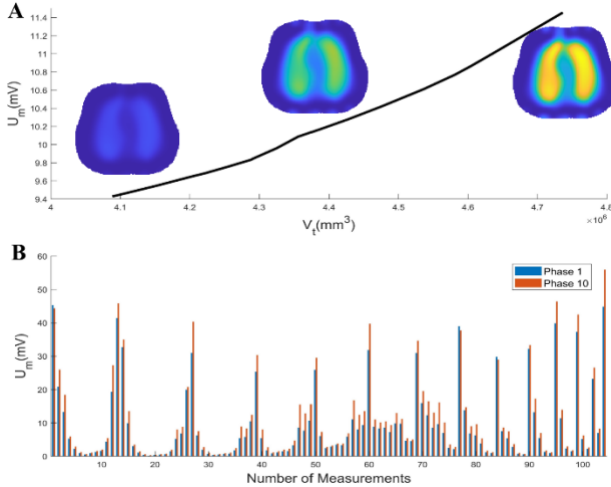 A
11.4
11.2
11
10.8
10.6
10.4
10.2
10
9.8
9.6
9.4
U_m(mV)
4 4.1 4.2 4.3 4.4 4.5 4.6 4.7 4.8
×10⁶
V_t(mm³)
B
60
50
40
30
20
10
0
U_m(mV)
Phase 1
Phase 10
10 20 30 40 50 60 70 80 90 100
Number of Measurements